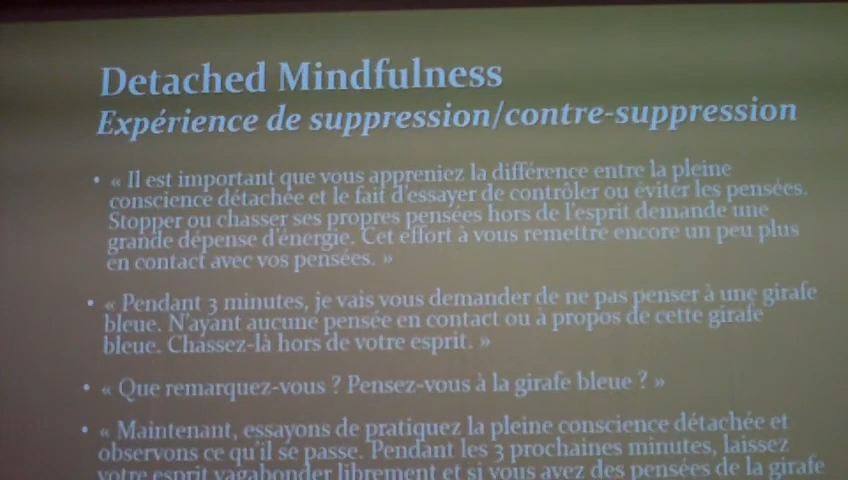 Detached Mindfulness
Expérience de suppression/contre-suppression
• « Il est important que vous appreniez la différence entre la pleine
conscience détachée et le fait d'essayer de contrôler ou éviter les pensées.
Stopper ou chasser ses propres pensées hors de l'esprit demande une
grande dépense d'énergie. Cet effort à vous remettre encore un peu plus
en contact avec vos pensées. »
• « Pendant 3 minutes, je vais vous demander de ne pas penser à une girafe
bleue. N'ayant aucune pensée en contact ou à propos de cette girafe
bleue. Chassez-là hors de votre esprit. »
• « Que remarquez-vous ? Pensez-vous à la girafe bleue ? »
• « Maintenant, essayons de pratiquez la pleine conscience détachée et
observons ce qu'il se passe. Pendant les 3 prochaines minutes, laissez
votre esprit vagabonder librement et si vous avez des pensées de la girafe